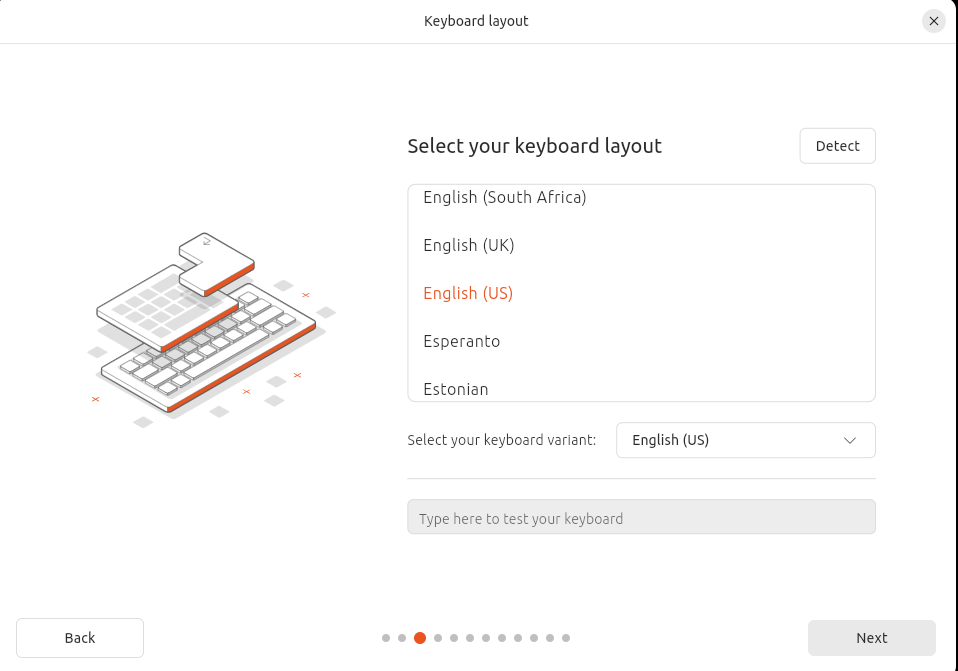 Keyboard layout
Select your keyboard layout
Detect
English (South Africa)
English (UK)
English (US)
Esperanto
Estonian
Select your keyboard variant:
English (US)
Type here to test your keyboard
Back
Next